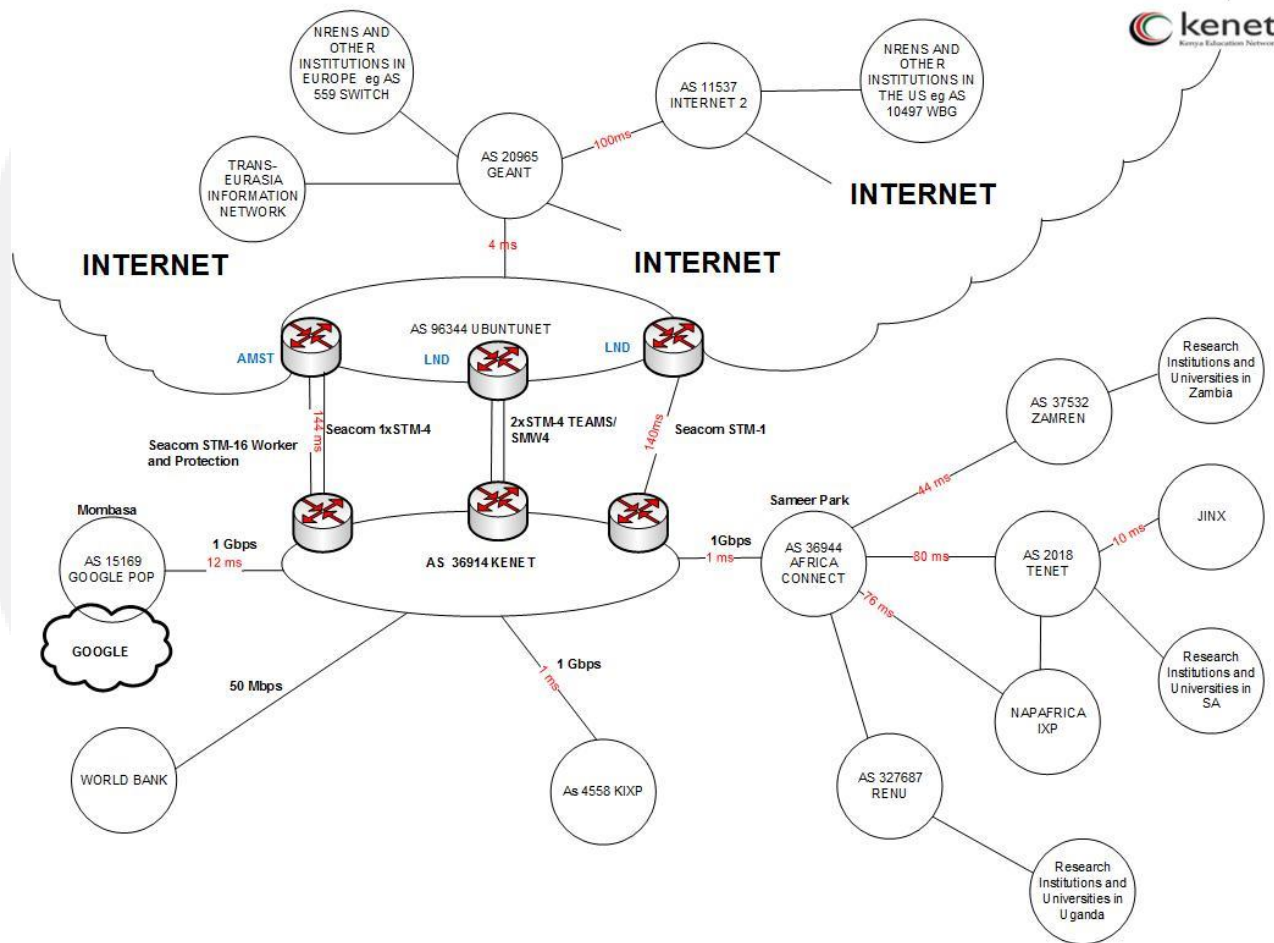 kenet
Kenya Education Network
NRENS AND
OTHER
INSTITUTIONS IN
EUROPE eg AS
559 SWITCH
AS 11537
INTERNET 2
NRENS AND
OTHER
INSTITUTIONS IN
THE US eg AS
10497 WBG
100ms
AS 20965
GEANT
TRANS-
EURASIA
INFORMATION
NETWORK
INTERNET
4 ms
INTERNET
INTERNET
AS 96344 UBUNTUNET
AMST
LND
LND
Research
Institutions and
Universities in
Zambia
AS 37532
ZAMREN
144 ms
Seacom 1xSTM-4
2xSTM-4 TEAMS/
SMW4
140ms
Seacom STM-1
Seacom STM-16 Worker
and Protection
44 ms
Sameer Park
Mombasa
JINX
10 ms
1 Gbps
12 ms
AS 15169
GOOGLE POP
AS 36914 KENET
1Gbps
1 ms
AS 36944
AFRICA
CONNECT
80 ms
AS 2018
TENET
76 ms
GOOGLE
Research
Institutions and
Universities in
SA
50 Mbps
1 Gbps
1 ms
NAPAFRICA
IXP
WORLD BANK
As 4558 KIXP
AS 327687
RENU
Research
Institutions and
Universities in
Uganda